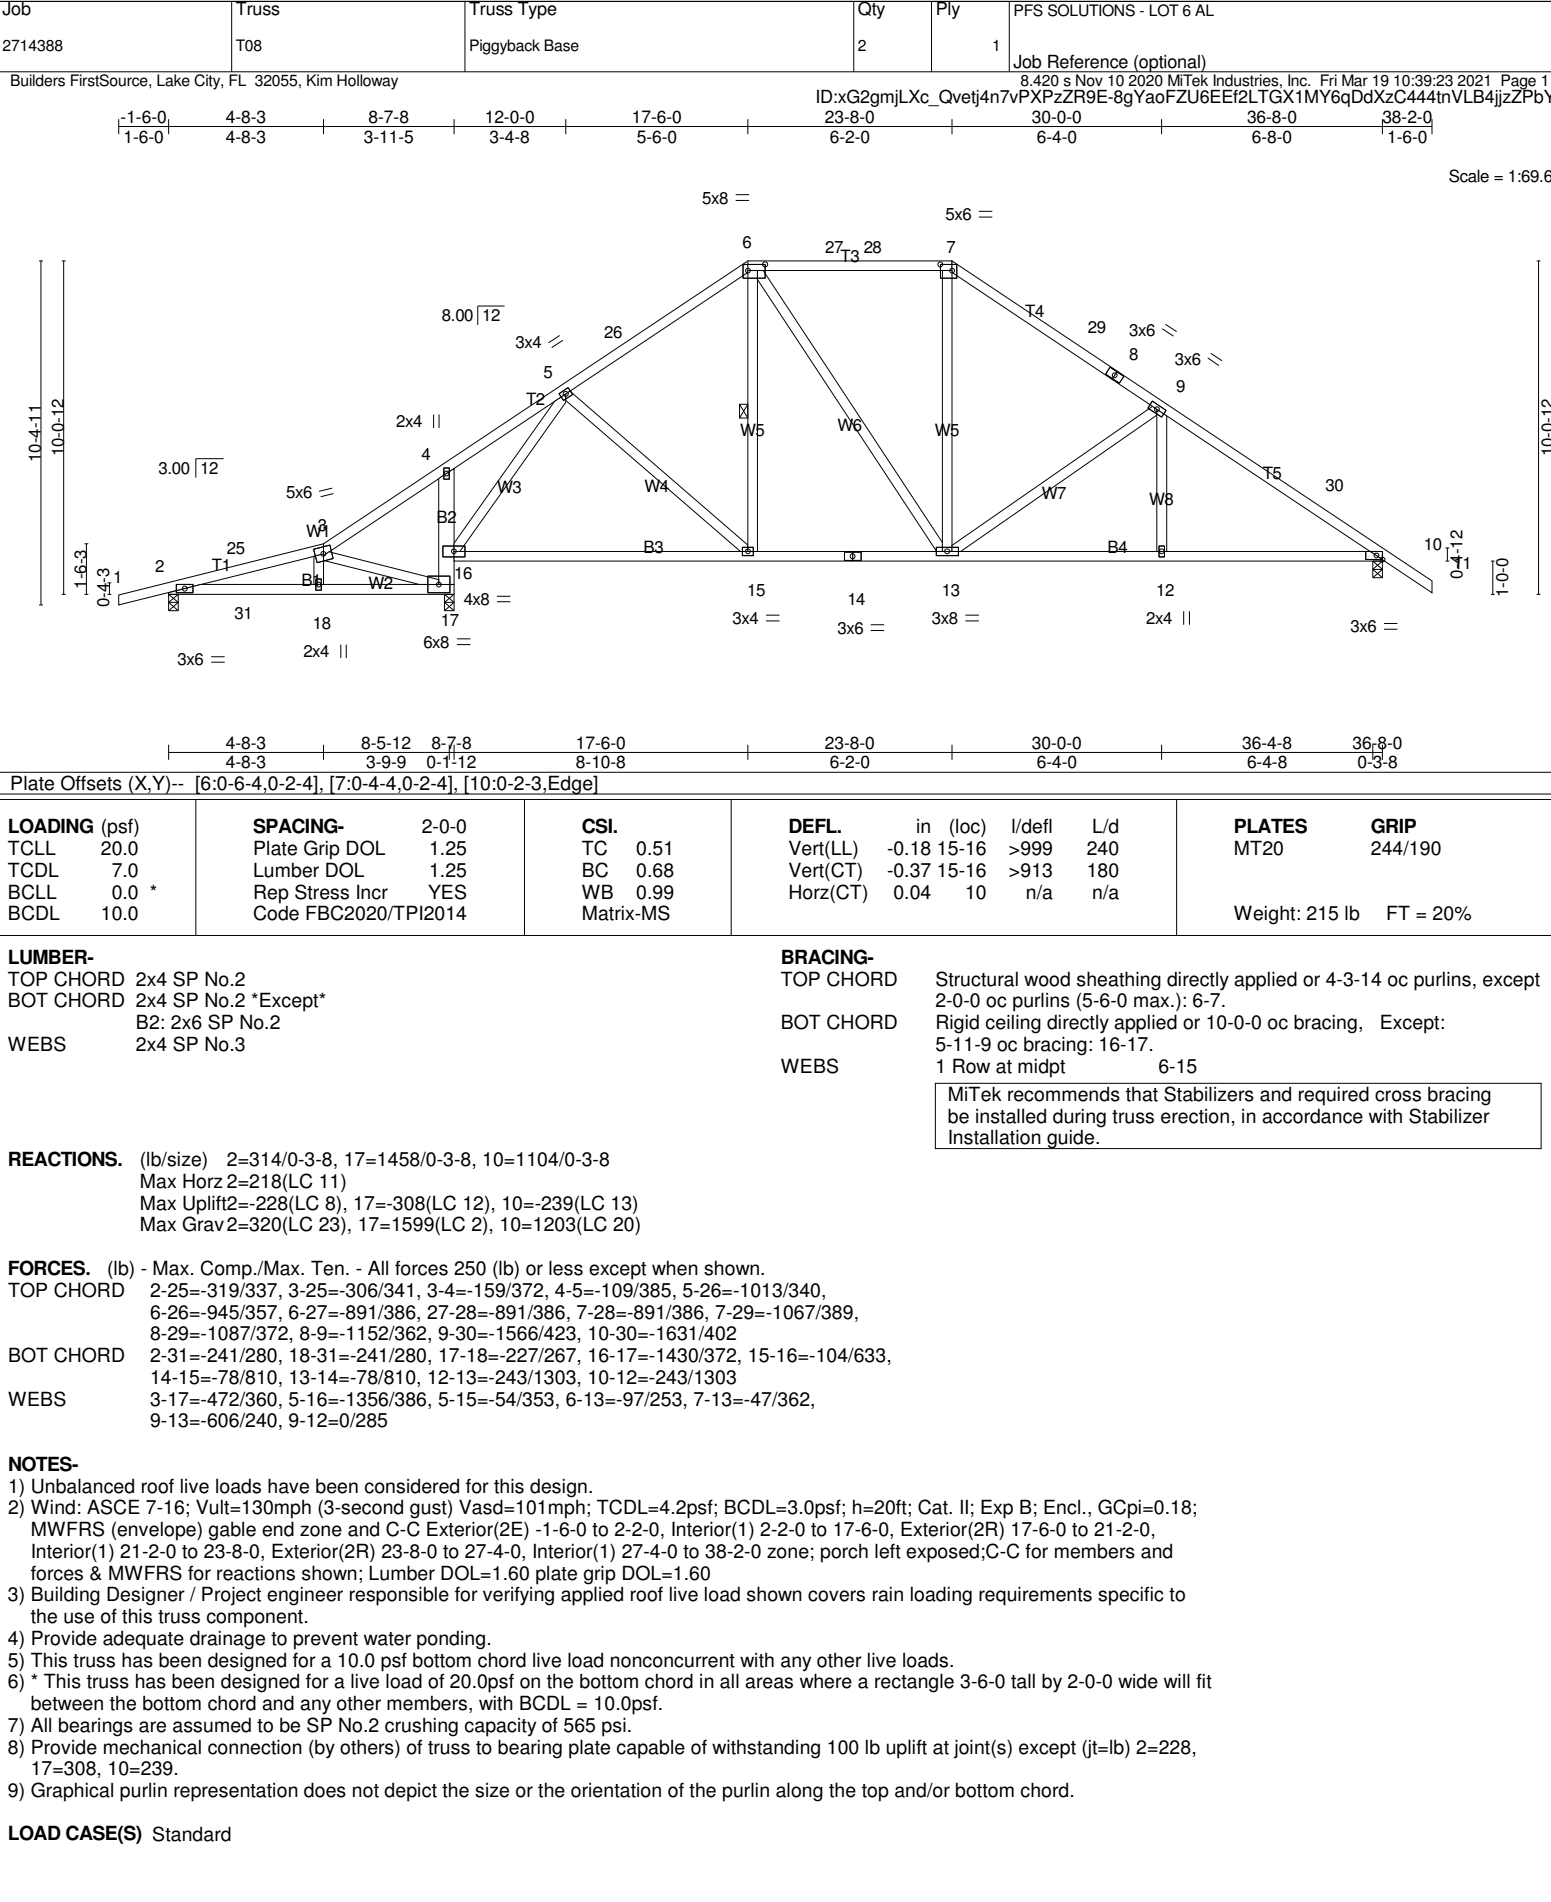 Job Truss Truss Type Qty Ply PFS SOLUTIONS - LOT 6 AL
2714388 T08 Piggyback Base 2 1
Job Reference (optional)
Builders FirstSource, Lake City, FL 32055, Kim Holloway 8.420 s Nov 10 2020 MiTek Industries, Inc. Fri Mar 19 10:39:23 2021 Page 1
ID:xG2gmjLXc_Qvetj4n7vPXPzZR9E-8gYaoFZU6EEf2LTGX1MY6qDdXzC444tnVLB4jjzZPbY
-1-6-0 4-8-3 8-7-8 12-0-0 17-6-0 23-8-0 30-0-0 36-8-0 38-2-0
1-6-0 4-8-3 3-11-5 3-4-8 5-6-0 6-2-0 6-4-0 6-8-0 1-6-0
Scale = 1:69.6
5x8 =
5x6 =
6 27 T3 28 7
8.00 12
26
3x4
T4
29
3x6
8
3x6
5
T2
9
10-4-11
10-0-12
10-0-12
2x4 ||
W5 W6 W5
4
3.00 12
5x6
W3 W4 W7 W8 T5 30
B2
3
W1
25
2
T1
1
1-6-3
0-4-3
B1
W2
B3 B4
16
10
11
0-4-12
1-0-0
31
18
2x4 ||
3x6 =
17
6x8 =
4x8 =
15
3x4 =
14
3x6 =
13
3x8 =
12
2x4 ||
3x6 =
4-8-3 8-5-12 8-7-8 17-6-0 23-8-0 30-0-0 36-4-8 36-8-0
4-8-3 3-9-9 0-1-12 8-10-8 6-2-0 6-4-0 6-4-8 0-3-8
Plate Offsets (X,Y)-- [6:0-6-4,0-2-4], [7:0-4-4,0-2-4], [10:0-2-3,Edge]
LOADING (psf) SPACING- 2-0-0 CSI. DEFL. in (loc) l/defl L/d PLATES GRIP
TCLL 20.0 Plate Grip DOL 1.25 TC 0.51 Vert(LL) -0.18 15-16 >999 240 MT20 244/190
TCDL 7.0 Lumber DOL 1.25 BC 0.68 Vert(CT) -0.37 15-16 >913 180
BCLL 0.0 * Rep Stress Incr YES WB 0.99 Horz(CT) 0.04 10 n/a n/a
BCDL 10.0 Code FBC2020/TPI2014 Matrix-MS Weight: 215 lb FT = 20%
LUMBER-
TOP CHORD 2x4 SP No.2
BOT CHORD 2x4 SP No.2 *Except*
B2: 2x6 SP No.2
WEBS 2x4 SP No.3
BRACING-
TOP CHORD Structural wood sheathing directly applied or 4-3-14 oc purlins, except
2-0-0 oc purlins (5-6-0 max.): 6-7.
BOT CHORD Rigid ceiling directly applied or 10-0-0 oc bracing, Except:
5-11-9 oc bracing: 16-17.
WEBS 1 Row at midpt 6-15
MiTek recommends that Stabilizers and required cross bracing
be installed during truss erection, in accordance with Stabilizer
Installation guide.
REACTIONS. (lb/size) 2=314/0-3-8, 17=1458/0-3-8, 10=1104/0-3-8
Max Horz 2=218(LC 11)
Max Uplift2=-228(LC 8), 17=-308(LC 12), 10=-239(LC 13)
Max Grav 2=320(LC 23), 17=1599(LC 2), 10=1203(LC 20)
FORCES. (lb) - Max. Comp./Max. Ten. - All forces 250 (lb) or less except when shown.
TOP CHORD 2-25=-319/337, 3-25=-306/341, 3-4=-159/372, 4-5=-109/385, 5-26=-1013/340,
6-26=-945/357, 6-27=-891/386, 27-28=-891/386, 7-28=-891/386, 7-29=-1067/389,
8-29=-1087/372, 8-9=-1152/362, 9-30=-1566/423, 10-30=-1631/402
BOT CHORD 2-31=-241/280, 18-31=-241/280, 17-18=-227/267, 16-17=-1430/372, 15-16=-104/633,
14-15=-78/810, 13-14=-78/810, 12-13=-243/1303, 10-12=-243/1303
WEBS 3-17=-472/360, 5-16=-1356/386, 5-15=-54/353, 6-13=-97/253, 7-13=-47/362,
9-13=-606/240, 9-12=0/285
NOTES-
1) Unbalanced roof live loads have been considered for this design.
2) Wind: ASCE 7-16; Vult=130mph (3-second gust) Vasd=101mph; TCDL=4.2psf; BCDL=3.0psf; h=20ft; Cat. II; Exp B; Encl., GCpi=0.18;
MWFRS (envelope) gable end zone and C-C Exterior(2E) -1-6-0 to 2-2-0, Interior(1) 2-2-0 to 17-6-0, Exterior(2R) 17-6-0 to 21-2-0,
Interior(1) 21-2-0 to 23-8-0, Exterior(2R) 23-8-0 to 27-4-0, Interior(1) 27-4-0 to 38-2-0 zone; porch left exposed;C-C for members and
forces & MWFRS for reactions shown; Lumber DOL=1.60 plate grip DOL=1.60
3) Building Designer / Project engineer responsible for verifying applied roof live load shown covers rain loading requirements specific to
the use of this truss component.
4) Provide adequate drainage to prevent water ponding.
5) This truss has been designed for a 10.0 psf bottom chord live load nonconcurrent with any other live loads.
6) * This truss has been designed for a live load of 20.0psf on the bottom chord in all areas where a rectangle 3-6-0 tall by 2-0-0 wide will fit
between the bottom chord and any other members, with BCDL = 10.0psf.
7) All bearings are assumed to be SP No.2 crushing capacity of 565 psi.
8) Provide mechanical connection (by others) of truss to bearing plate capable of withstanding 100 lb uplift at joint(s) except (jt=lb) 2=228,
17=308, 10=239.
9) Graphical purlin representation does not depict the size or the orientation of the purlin along the top and/or bottom chord.
LOAD CASE(S) Standard